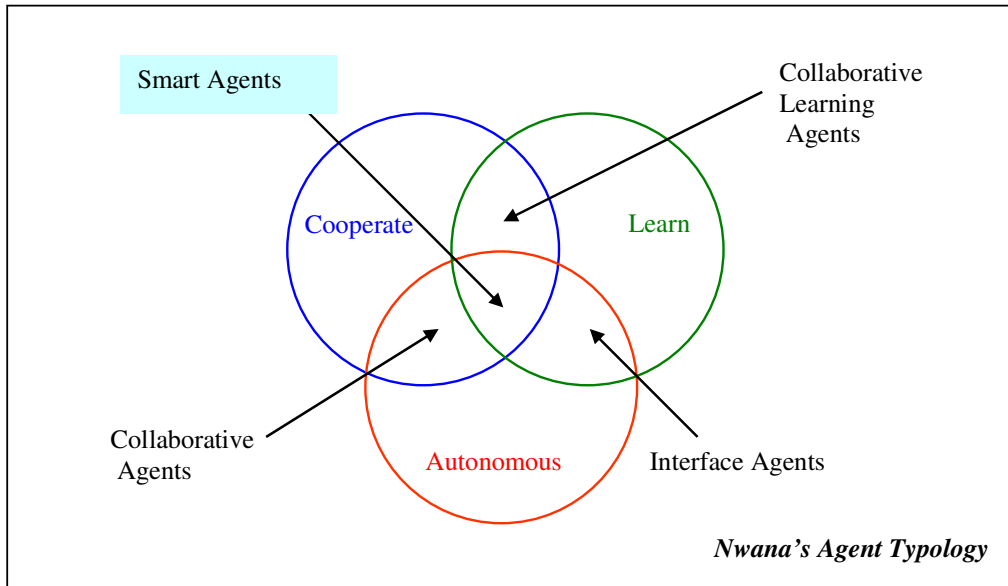 Smart Agents
Collaborative
Learning
Agents
Cooperate
Learn
Collaborative
Agents
Autonomous
Interface Agents
Nwana's Agent Typology